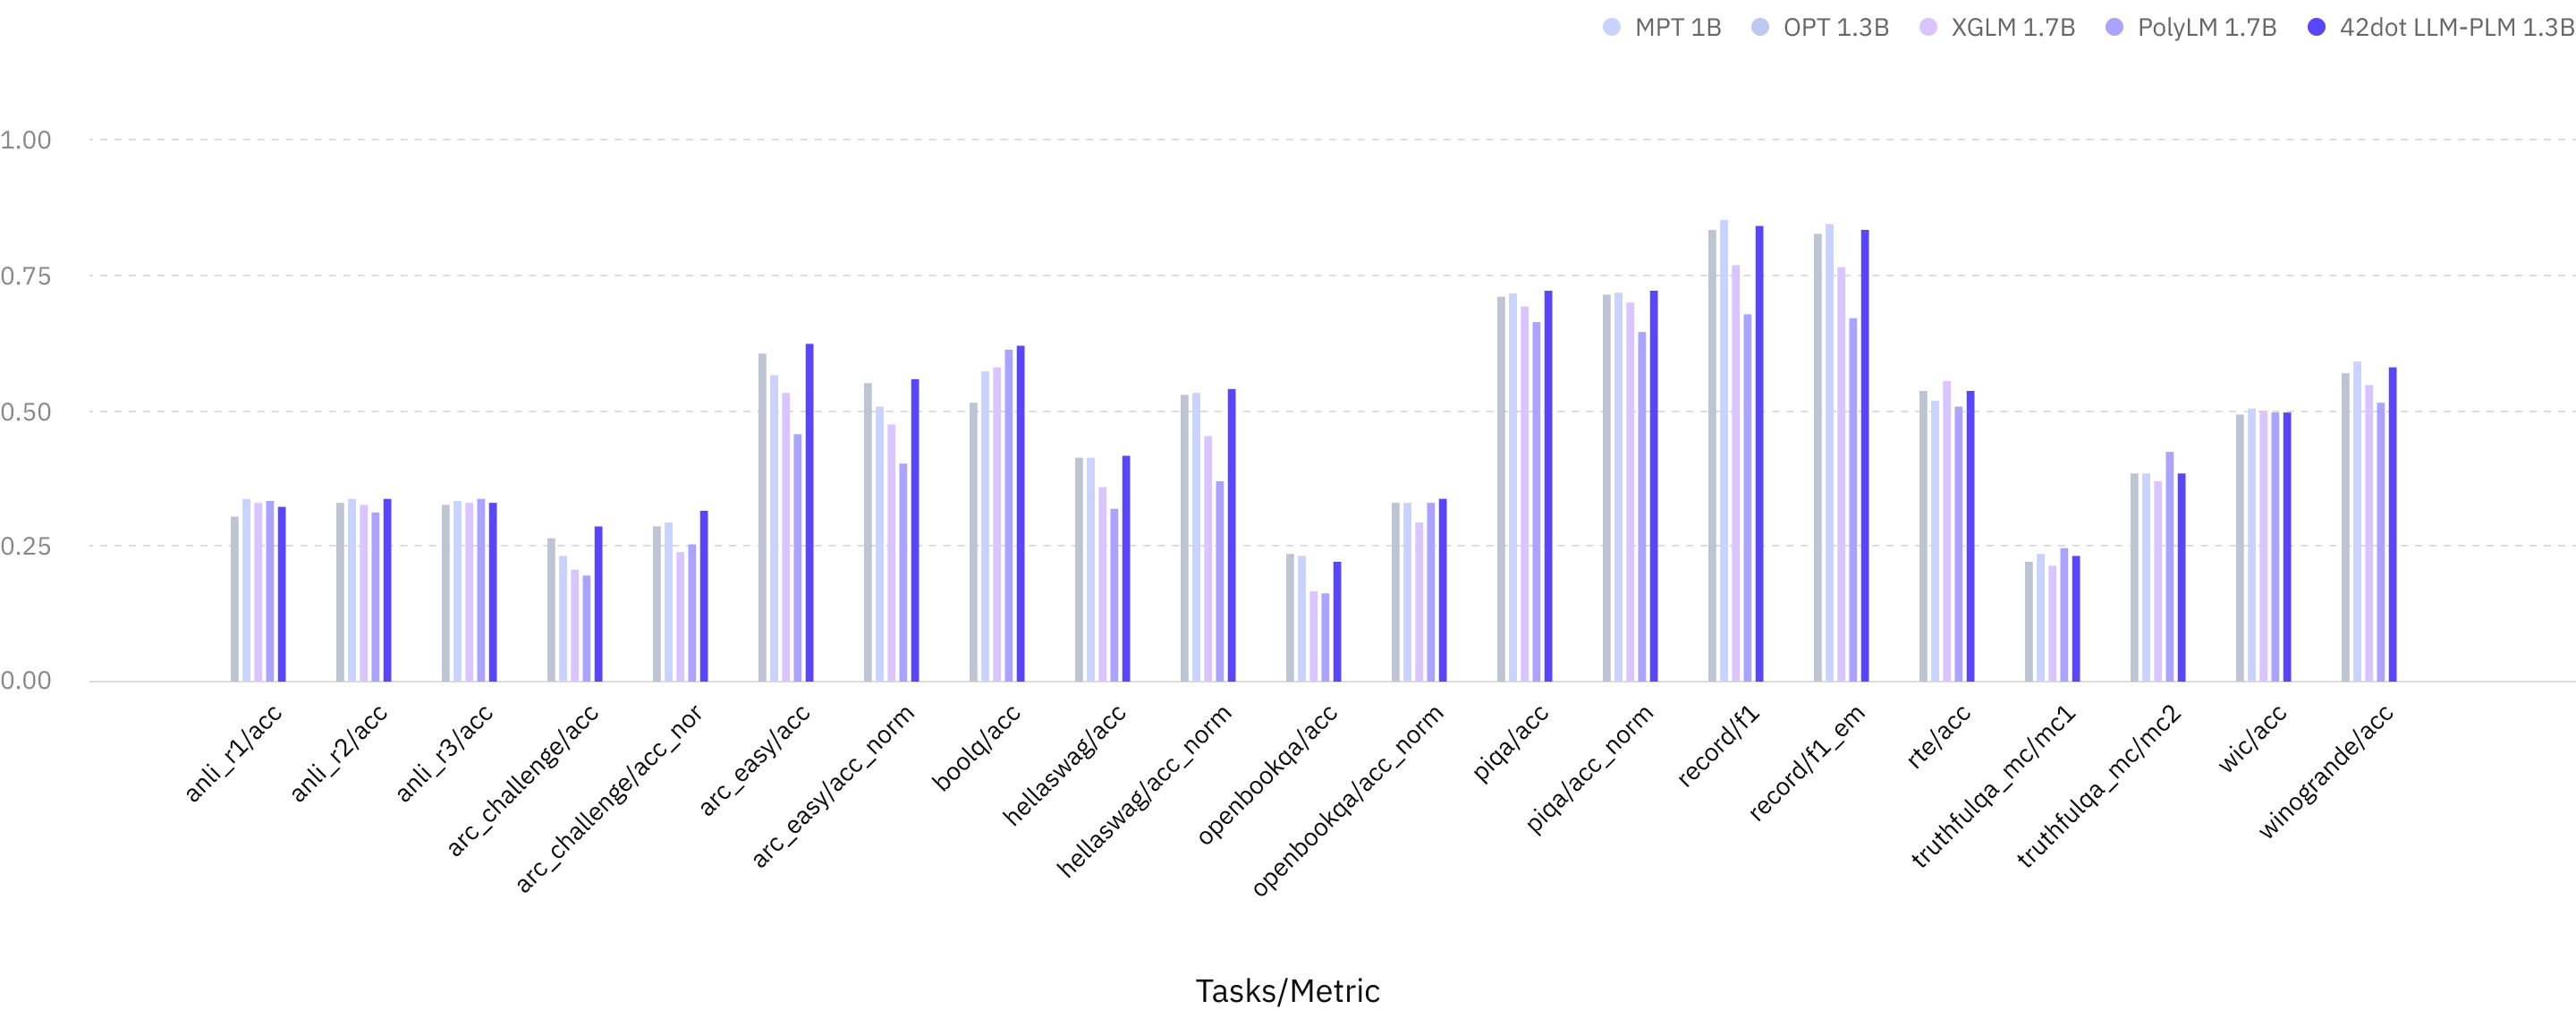 MPT 1B OPT 1.3B XGLM 1.7B PolyLM 1.7B 42dot LLM-PLM 1.3B
1.00
0.75
0.50
0.25
0.00
anli_r1/acc
anli_r2/acc
anli_r3/acc
arc_challenge/acc
arc_challenge/acc_nor
arc_easy/acc
arc_easy/acc_norm
boolq/acc
hellaswag/acc
hellaswag/acc_norm
openbookqa/acc
openbookqa/acc_norm
piqa/acc
piqa/acc_norm
record/f1
record/f1_em
rte/acc
truthfulqa_mc/mc1
truthfulqa_mc/mc2
wic/acc
winogrande/acc
Tasks/Metric